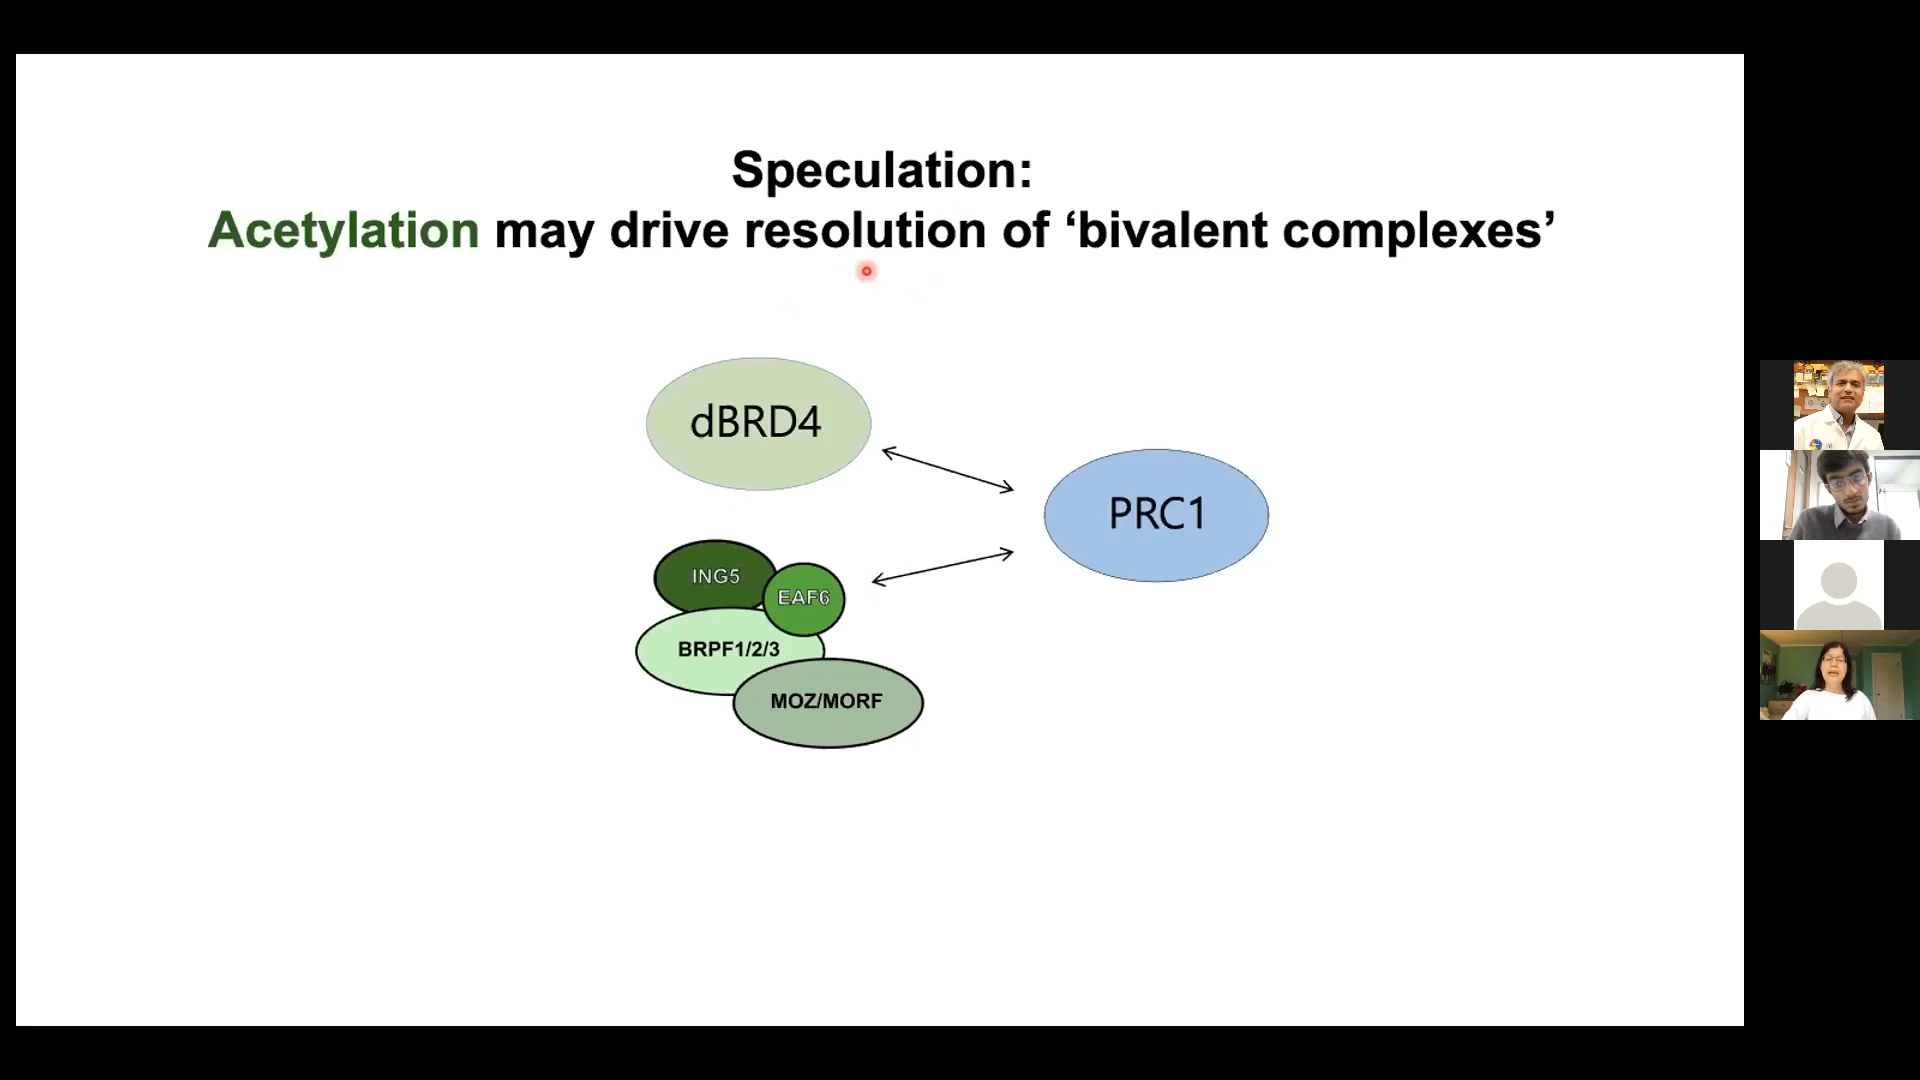 Speculation:
Acetylation may drive resolution of ‘bivalent complexes’
dBRD4
PRC1
ING5
EAF6
BRPF1/2/3
MOZ/MORF